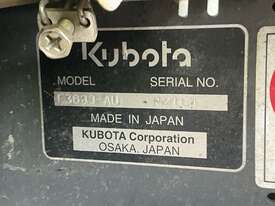 Kubota
MODEL SERIAL NO.
MADE IN JAPAN
KUBOTA Corporation
OSAKA. JAPAN